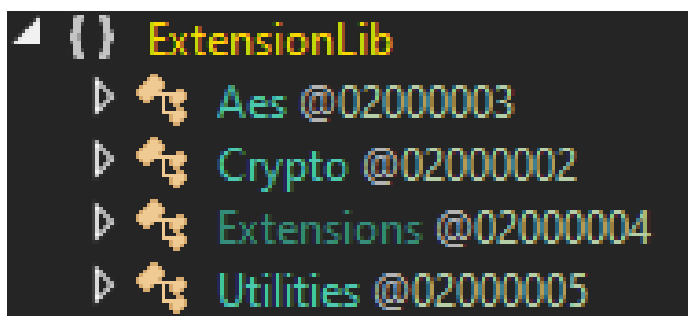 {} ExtensionLib
Aes @02000003
Crypto @02000002
Extensions @02000004
Utilities @02000005